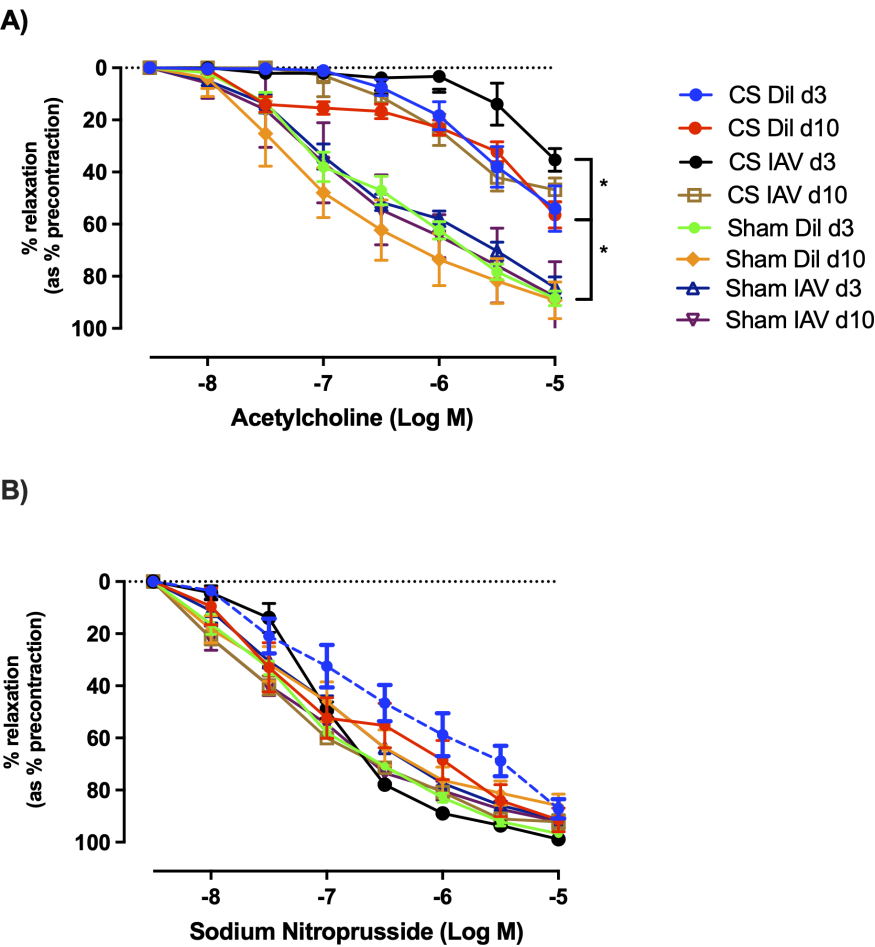 A)
0
20
40
60
80
100
% relaxation
(as % precontraction)
-8 -7 -6 -5
Acetylcholine (Log M)
*
*
CS Dil d3
CS Dil d10
CS IAV d3
CS IAV d10
Sham Dil d3
Sham Dil d10
Sham IAV d3
Sham IAV d10
B)
0
20
40
60
80
100
% relaxation
(as % precontraction)
-8 -7 -6 -5
Sodium Nitroprusside (Log M)